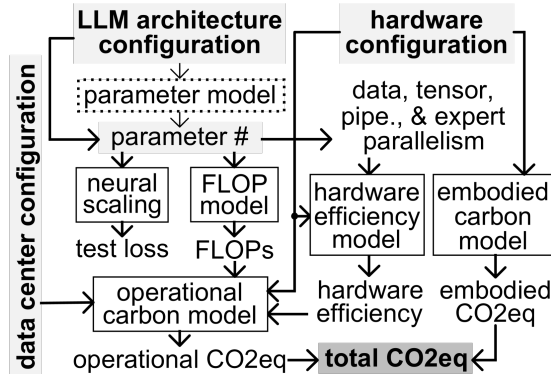 LLM architecture
configuration
hardware
configuration
data center configuration
parameter model
parameter #
data, tensor,
pipe., & expert
parallelism
neural
scaling
FLOP
model
hardware
efficiency
model
embodied
carbon
model
test loss
FLOPs
operational
carbon model
hardware
efficiency
embodied
CO2eq
operational CO2eq
total CO2eq